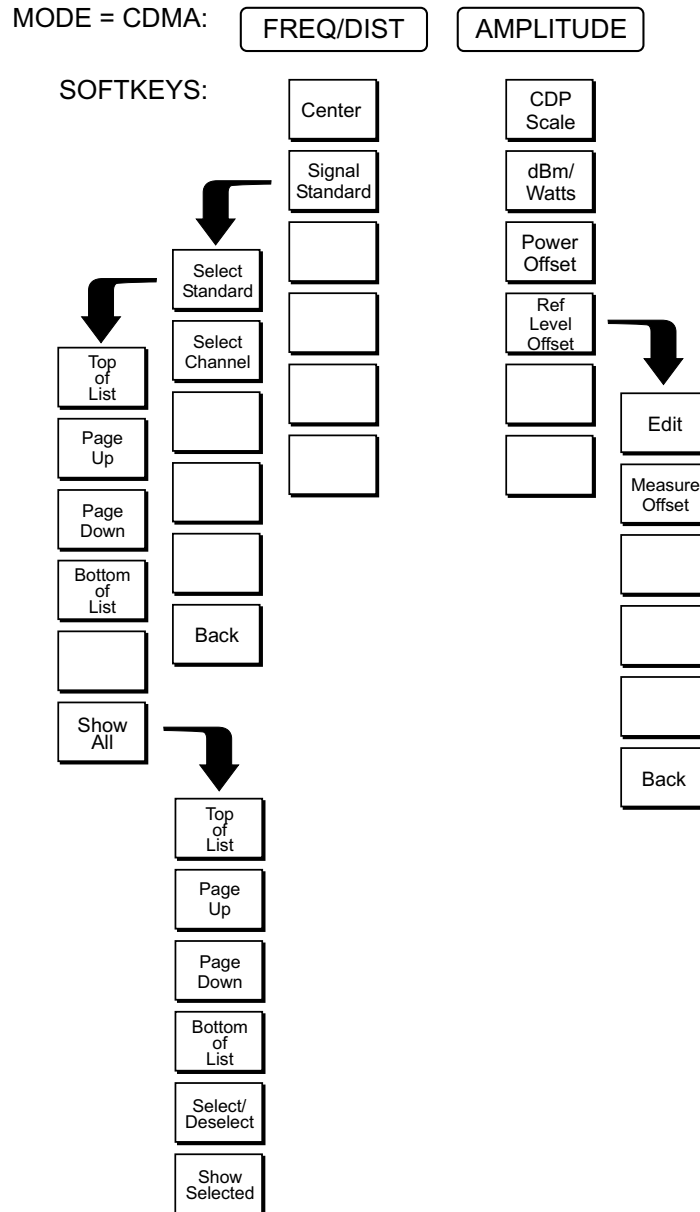 MODE = CDMA:
FREQ/DIST
AMPLITUDE
SOFTKEYS:
Center
Signal
Standard
Select
Standard
Select
Channel
Back
Top
of
List
Page
Up
Page
Down
Bottom
of
List
Show
All
Top
of
List
Page
Up
Page
Down
Bottom
of
List
Select/
Deselect
Show
Selected
CDP
Scale
dBm/
Watts
Power
Offset
Ref
Level
Offset
Edit
Measure
Offset
Back